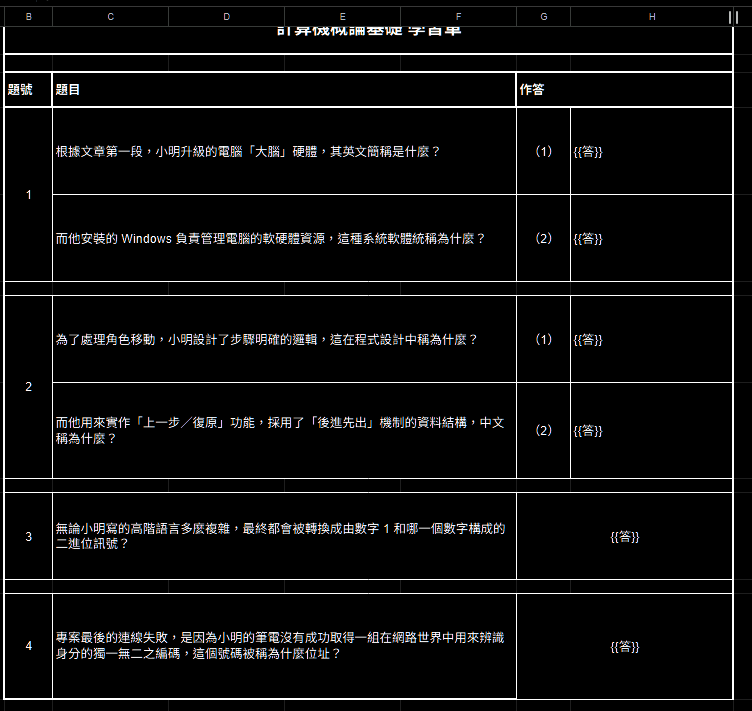 B C D E F G H
計算機概論基礎 學習單
題號 題目 作答
1
根據文章第一段，小明升級的電腦「大腦」硬體，其英文簡稱是什麼？ （1） {{答}}
而他安裝的 Windows 負責管理電腦的軟硬體資源，這種系統軟體統稱為什麼？ （2） {{答}}
2
為了處理角色移動，小明設計了步驟明確的邏輯，這在程式設計中稱為什麼？ （1） {{答}}
而他用來實作「上一步／復原」功能，採用了「後進先出」機制的資料結構，中文
稱為什麼？ （2） {{答}}
3
無論小明寫的高階語言多麼複雜，最終都會被轉換成由數字 1 和哪一個數字構成的
二進位訊號？ {{答}}
4
專案最後的連線失敗，是因為小明的筆電沒有成功取得一組在網路世界中用來辨識
身分的獨一無二之編碼，這個號碼被稱為什麼位址？ {{答}}